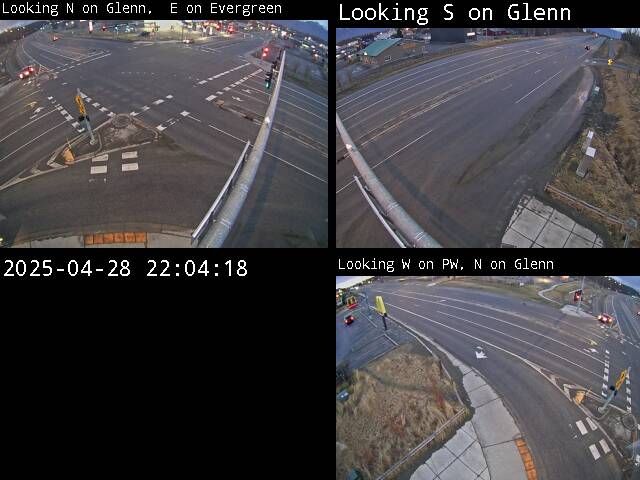 Looking N on Glenn,  E on Evergreen
Looking S on Glenn
2025-04-28 22:04:18
Looking W on PW, N on Glenn